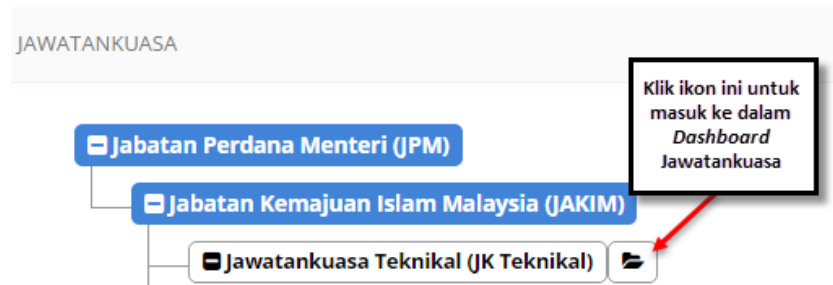 JAWATANKUASA
Klik ikon ini untuk
masuk ke dalam
Dashboard
Jawatankuasa
Jabatan Perdana Menteri (JPM)
Jabatan Kemajuan Islam Malaysia (JAKIM)
Jawatankuasa Teknikal (JK Teknikal)